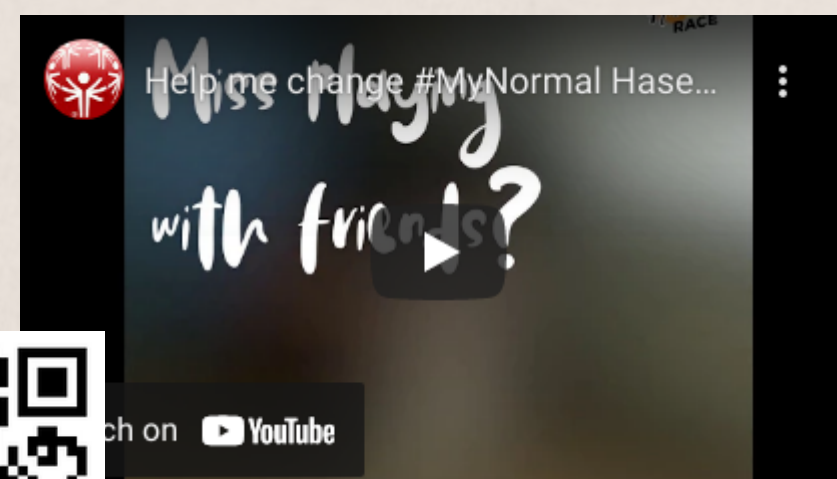 RACE
Help me change #MyNormal Hase...
Miss Playing
with friends?
ch on YouTube